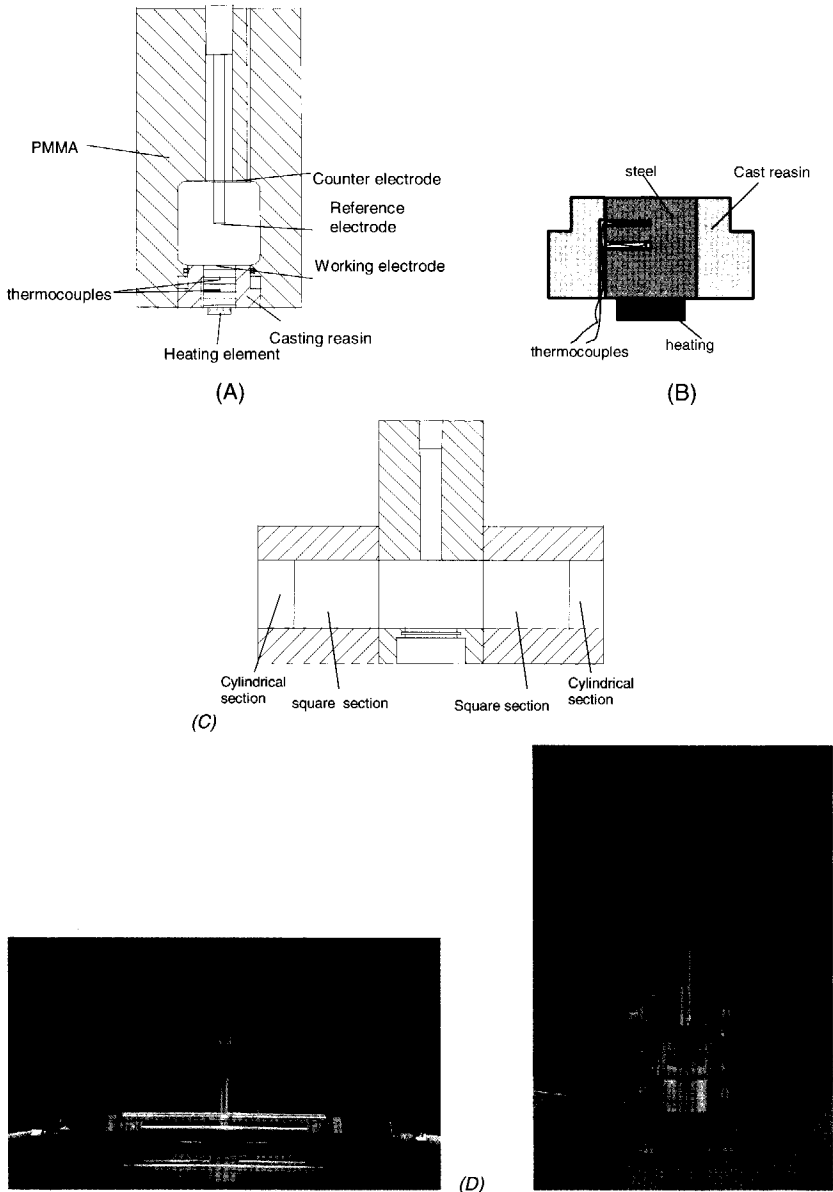 PMMA
Counter electrode
Reference
electrode
Working electrode
thermocouples
Casting reasin
Heating element
(A)
steel
Cast reasin
thermocouples
heating
(B)
Cylindrical
section
square section
Square section
Cylindrical
section
(C)
(D)